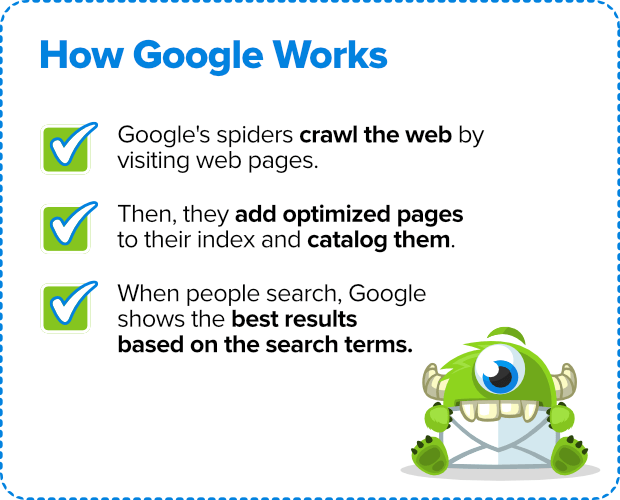 How Google Works
Google's spiders crawl the web by
visiting web pages.
Then, they add optimized pages
to their index and catalog them.
When people search, Google
shows the best results
based on the search terms.